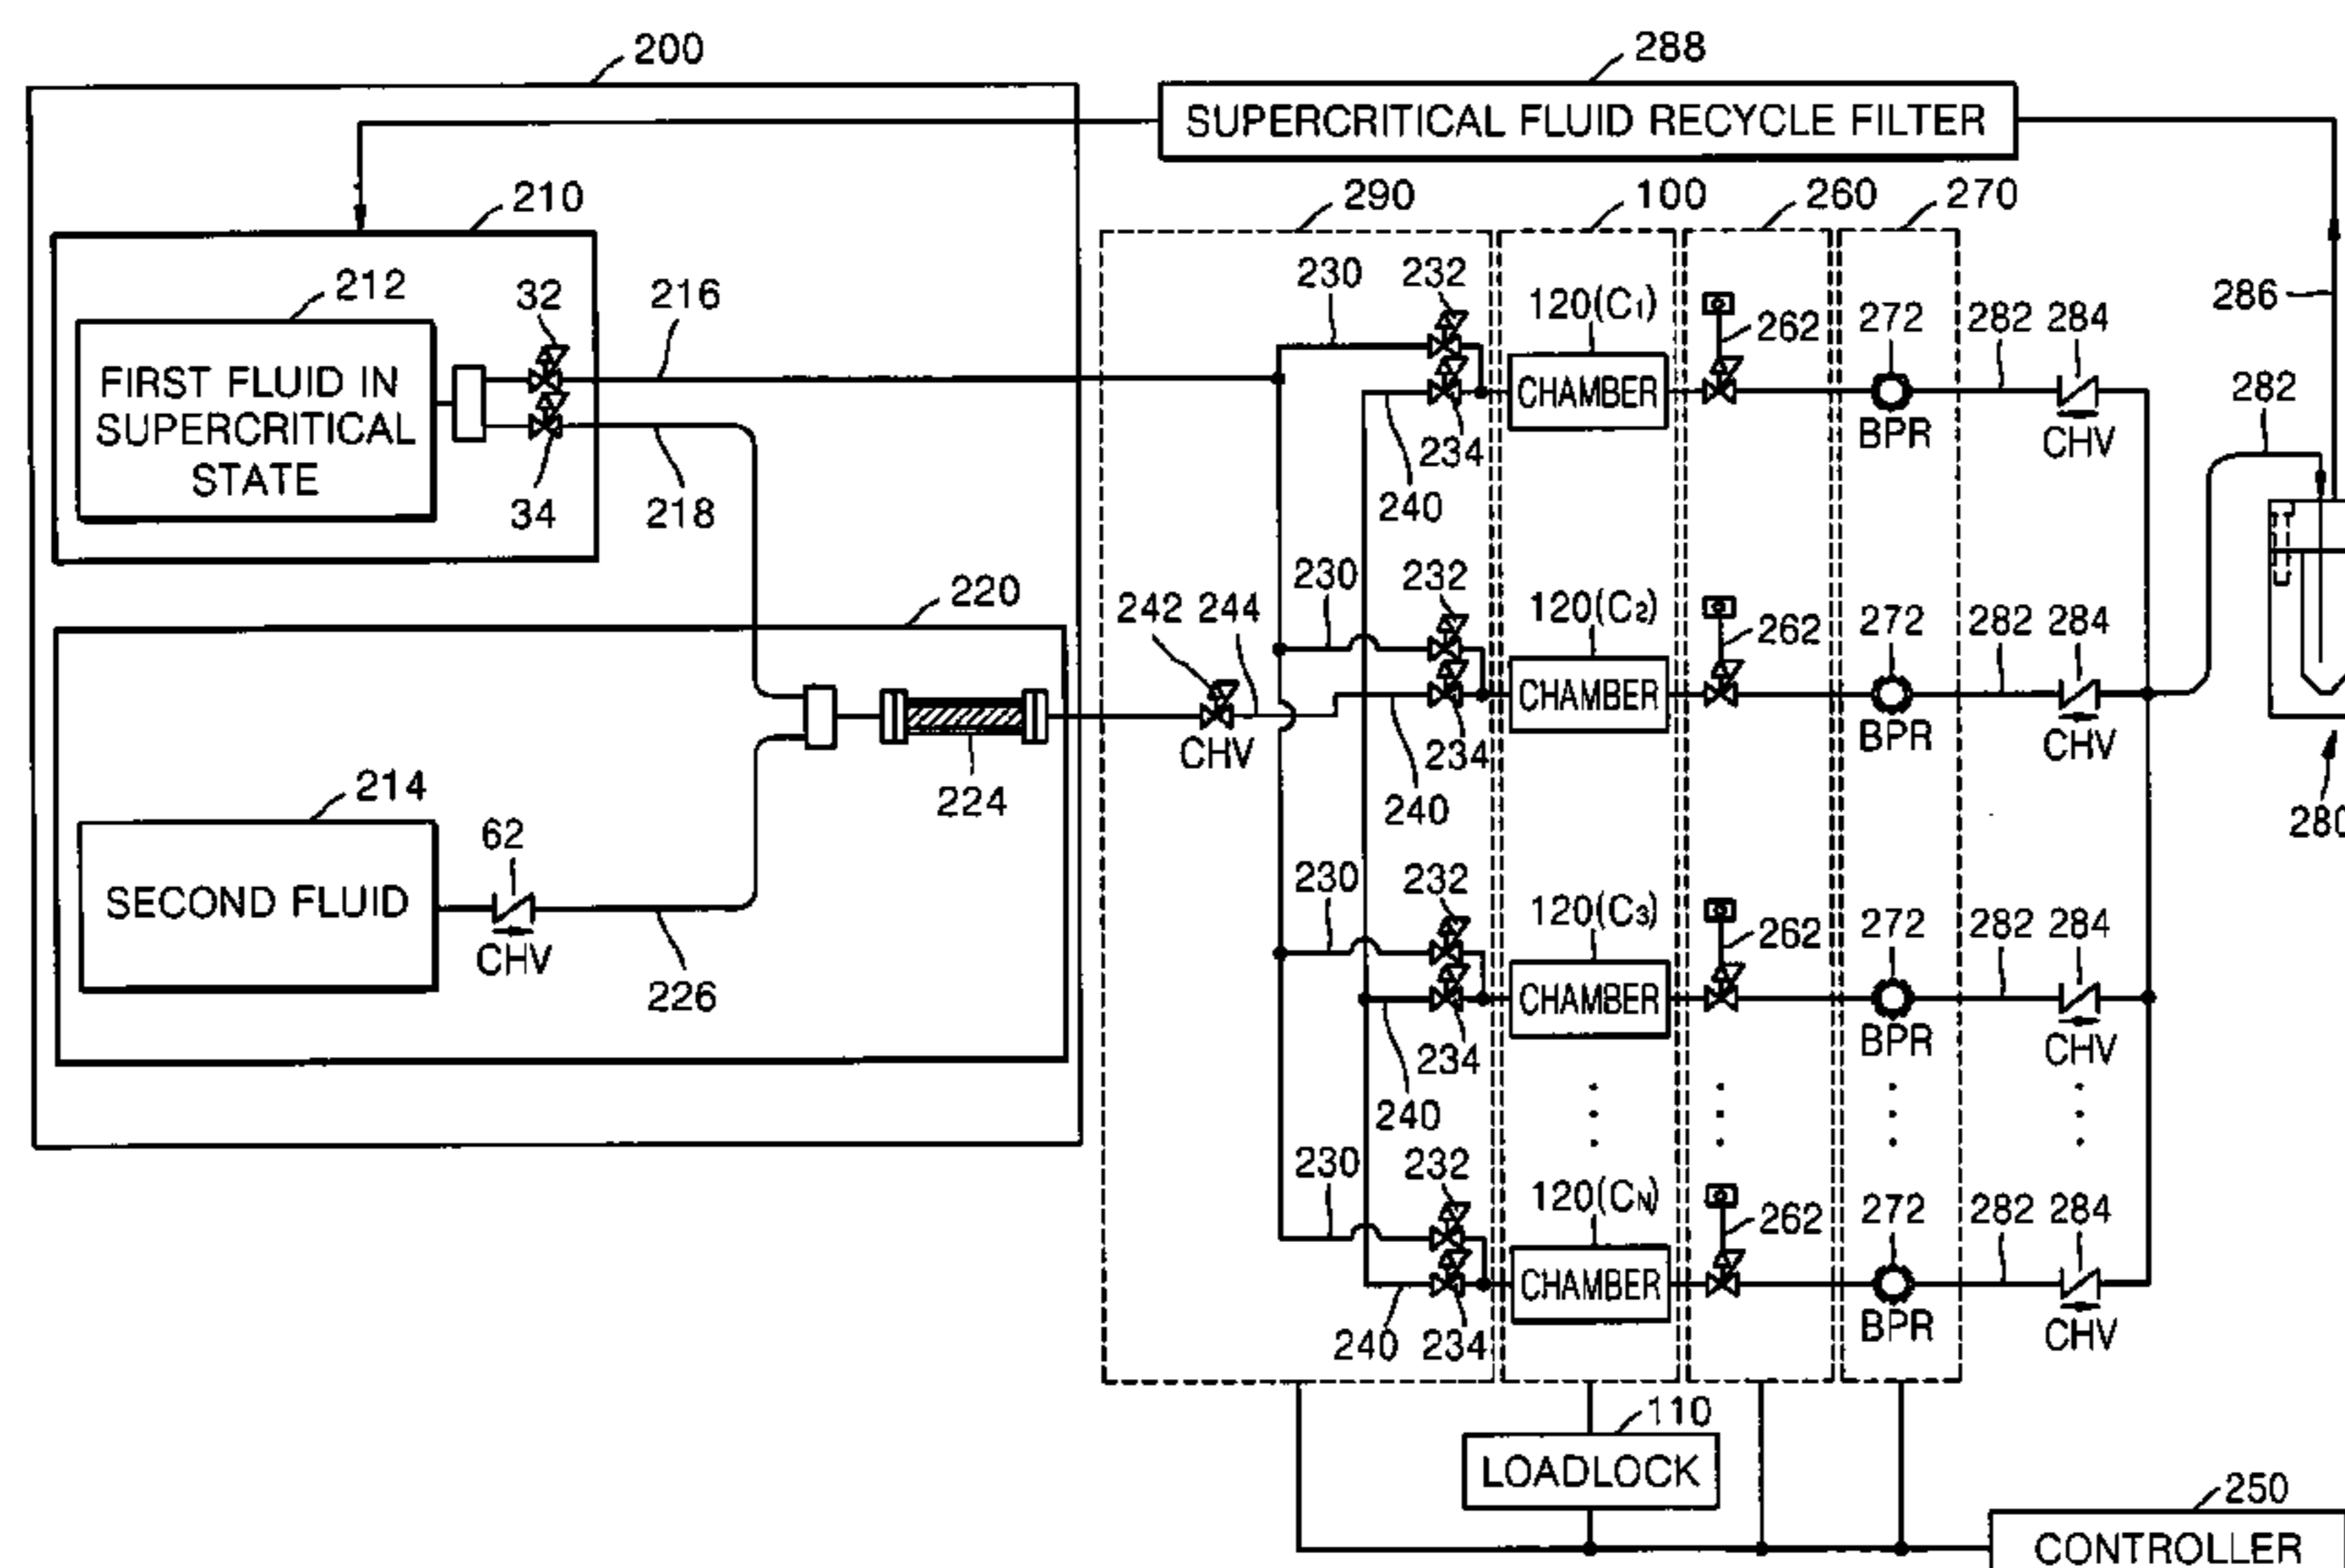 200
288
SUPERCRITICAL FLUID RECYCLE FILTER
210
290
100
260
270
212
32
216
230
232
120(C1)
262
272
282
284
286
FIRST FLUID IN
SUPERCRITICAL
STATE
CHAMBER
BPR
CHV
282
34
218
234
240
220
242
244
230
232
120(C2)
262
272
282
284
CHAMBER
CHV
224
234
240
BPR
CHV
280
214
62
SECOND FLUID
CHV
226
230
232
120(C3)
262
272
282
284
CHAMBER
234
240
BPR
CHV
230
232
120(CN)
262
272
282
284
CHAMBER
240
234
BPR
CHV
110
LOADLOCK
250
CONTROLLER